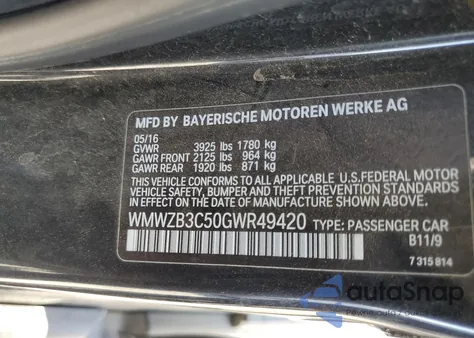 MFD BY BAYERISCHE MOTOREN WERKE AG
05/16
GVWR 3925 lbs 1780 kg
GAWR FRONT 2125 lbs 964 kg
GAWR REAR 1920 lbs 871 kg
THIS VEHICLE CONFORMS TO ALL APPLICABLE U.S.FEDERAL MOTOR
VEHICLE SAFETY, BUMPER, AND THEFT PREVENTION STANDARDS
IN EFFECT ON THE DATE OF MANUFACTURE SHOWN ABOVE.
WMWZB3C50GWR49420 TYPE: PASSENGER CAR
B11/9
7 315 814
autoSnap